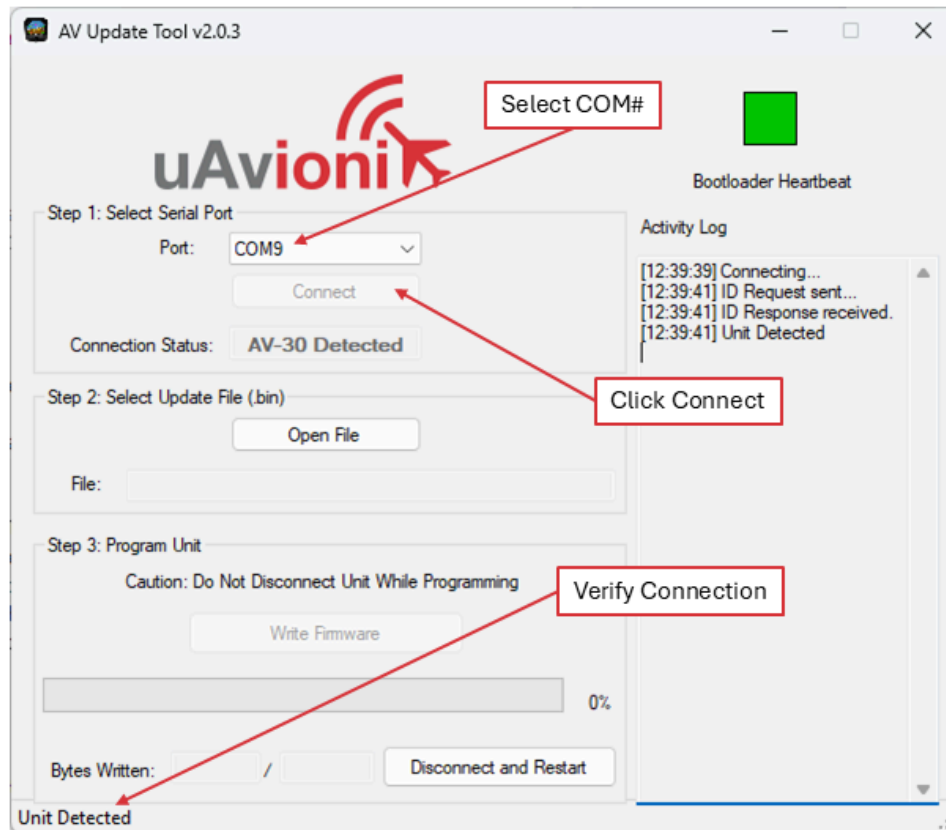 AV Update Tool v2.0.3
Select COM#
uAvionix
Bootloader Heartbeat
Step 1: Select Serial Port
Port: COM9
Connect
Connection Status: AV-30 Detected
Activity Log
[12:39:39] Connecting...
[12:39:41] ID Request sent...
[12:39:41] ID Response received.
[12:39:41] Unit Detected
Click Connect
Step 2: Select Update File (.bin)
Open File
File:
Step 3: Program Unit
Caution: Do Not Disconnect Unit While Programming
Verify Connection
Write Firmware
0%
Bytes Written: /
Disconnect and Restart
Unit Detected